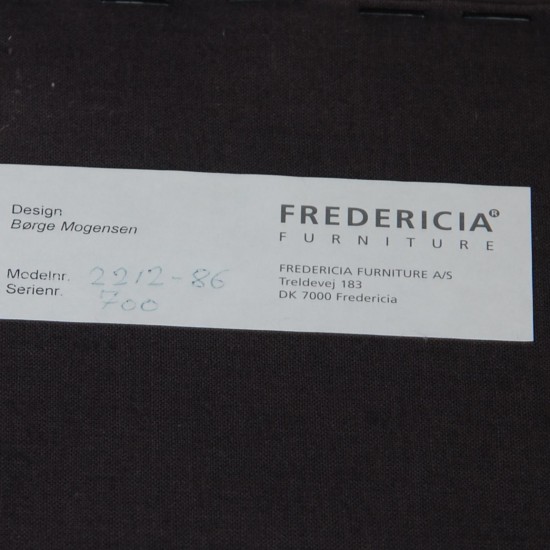 Design
Børge Mogensen
Modelnr. 2212-86
Serienr. 700
FREDERICIA®
FURNITURE
FREDERICIA FURNITURE A/S
Treldevej 183
DK 7000 Fredericia